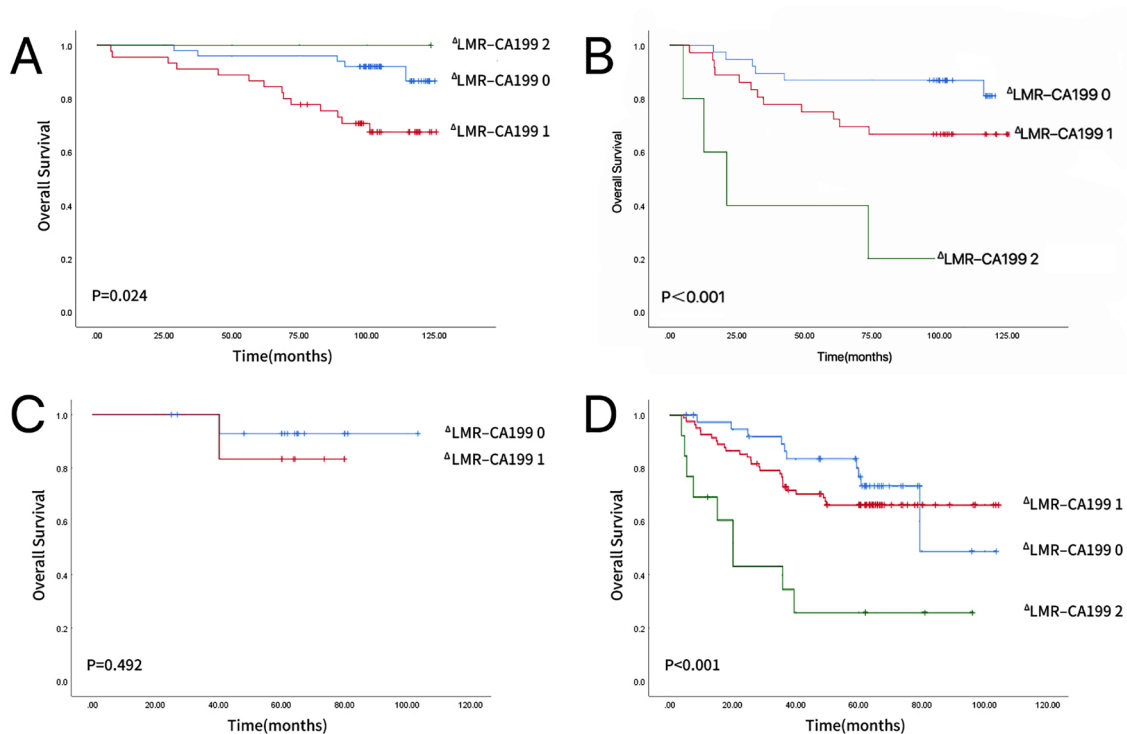 A
1.0
0.8
0.6
0.4
0.2
0.0
Overall Survival
ΔLMR-CA199 2
ΔLMR-CA199 0
ΔLMR-CA199 1
P=0.024
.00 25.00 50.00 75.00 100.00 125.00
Time(months)
B
1.0
0.8
0.6
0.4
0.2
0.0
Overall Survival
ΔLMR-CA199 0
ΔLMR-CA199 1
ΔLMR-CA199 2
P<0.001
.00 25.00 50.00 75.00 100.00 125.00
Time(months)
C
1.0
0.8
0.6
0.4
0.2
0.0
Overall Survival
ΔLMR-CA199 0
ΔLMR-CA199 1
P=0.492
.00 20.00 40.00 60.00 80.00 100.00 120.00
Time(months)
D
1.0
0.8
0.6
0.4
0.2
0.0
Overall Survival
ΔLMR-CA199 1
ΔLMR-CA199 0
ΔLMR-CA199 2
P<0.001
.00 20.00 40.00 60.00 80.00 100.00 120.00
Time(months)